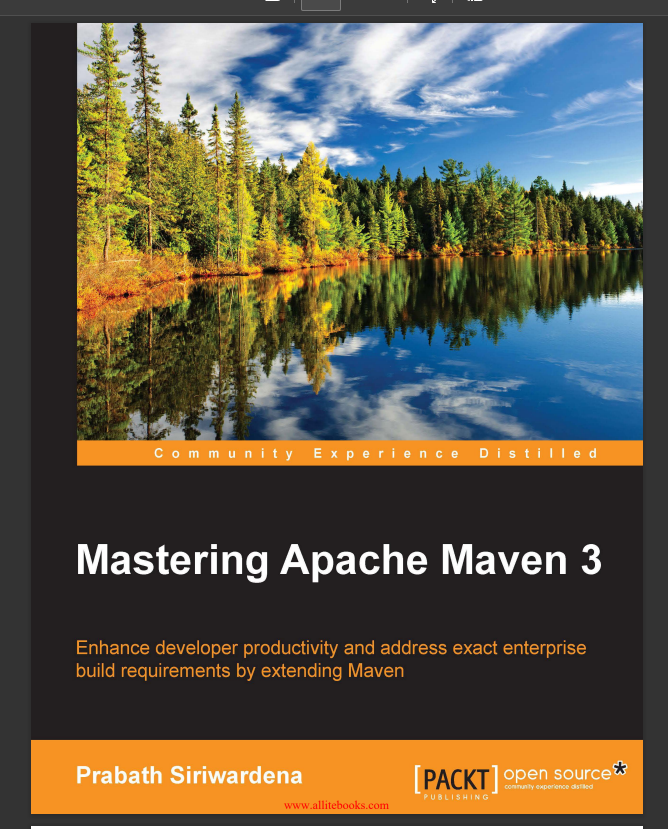 Community Experience Distilled
Mastering Apache Maven 3
Enhance developer productivity and address exact enterprise
build requirements by extending Maven
Prabath Siriwardena
[PACKT]
PUBLISHING
open source*
community experience distilled
www.allitebooks.com